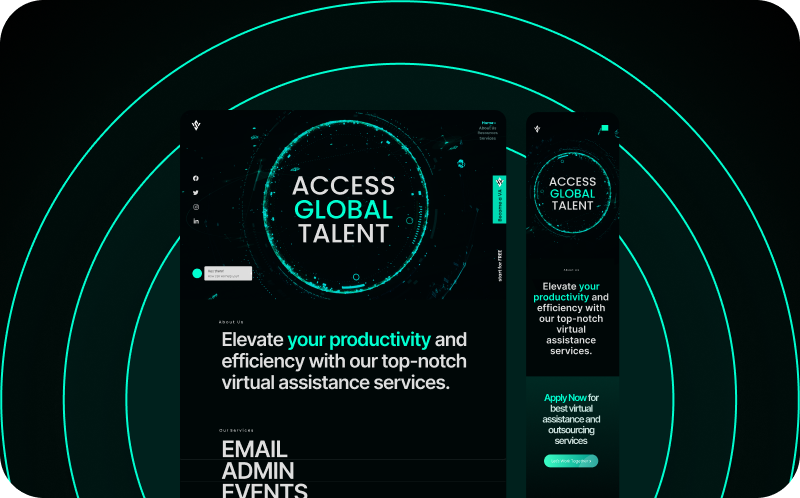 Home
About Us
Resources
Services
ACCESS
GLOBAL
TALENT
Become a VA
start for FREE
About Us
Elevate your productivity and
efficiency with our top-notch
virtual assistance services.
Our Services
EMAIL
ADMIN
EVENTS
ACCESS
GLOBAL
TALENT
About Us
Elevate your
productivity and
efficiency with
our top-notch
virtual
assistance
services.
Apply Now for
best virtual
assistance and
outsourcing
services